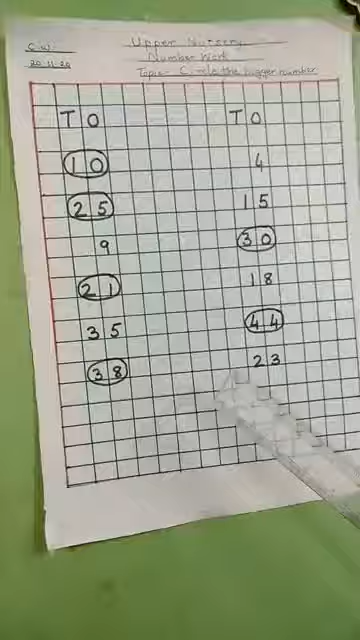 C.W. Upper Nursery
Number Work
20.11.20 Topic- Circle the bigger number
T O T O
10 4
25 15
9 30
21 18
35 44
38 23